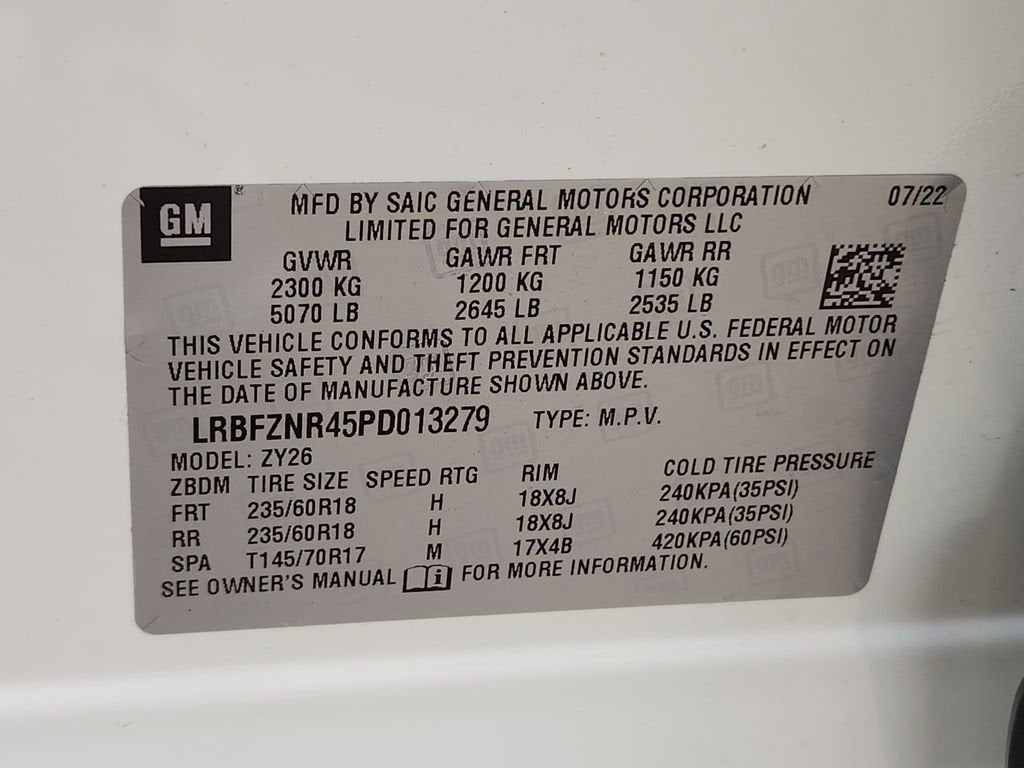 GM ® MFD BY SAIC GENERAL MOTORS CORPORATION 07/22
LIMITED FOR GENERAL MOTORS LLC
GVWR GAWR FRT GAWR RR
2300 KG 1200 KG 1150 KG
5070 LB 2645 LB 2535 LB
THIS VEHICLE CONFORMS TO ALL APPLICABLE U.S. FEDERAL MOTOR
VEHICLE SAFETY AND THEFT PREVENTION STANDARDS IN EFFECT ON
THE DATE OF MANUFACTURE SHOWN ABOVE.
LRBFZNR45PD013279 TYPE: M.P.V.
MODEL: ZY26
ZBDM TIRE SIZE SPEED RTG RIM COLD TIRE PRESSURE
FRT 235/60R18 H 18X8J 240KPA(35PSI)
RR 235/60R18 H 18X8J 240KPA(35PSI)
SPA T145/70R17 M 17X4B 420KPA(60PSI)
SEE OWNER'S MANUAL i FOR MORE INFORMATION.